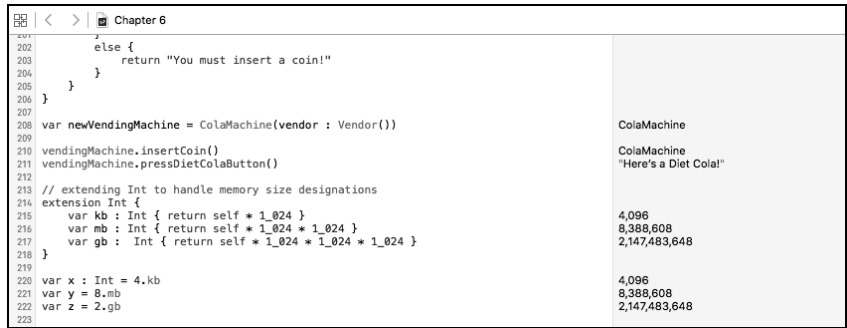 Chapter 6
201 }
202 else { 
203 return "You must insert a coin!"
204 }
205 }
206 }
207
208 var newVendingMachine = ColaMachine(vendor : Vendor()) ColaMachine
209
210 vendingMachine.insertCoin() ColaMachine
211 vendingMachine.pressDietColaButton() "Here's a Diet Cola!"
212
213 // extending Int to handle memory size designations
214 extension Int {
215 var kb : Int { return self * 1_024 } 4,096
216 var mb : Int { return self * 1_024 * 1_024 } 8,388,608
217 var gb :  Int { return self * 1_024 * 1_024 * 1_024 } 2,147,483,648
218 }
219
220 var x : Int = 4.kb 4,096
221 var y = 8.mb 8,388,608
222 var z = 2.gb 2,147,483,648
223